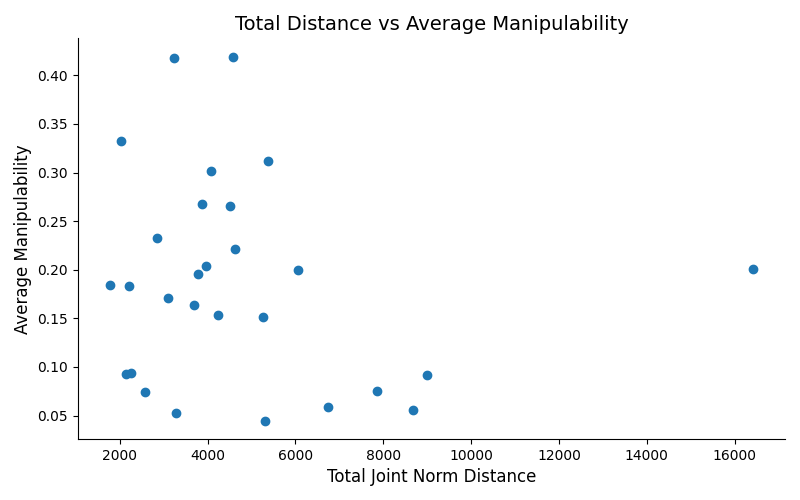 Total Distance vs Average Manipulability
Average Manipulability
0.40
0.35
0.30
0.25
0.20
0.15
0.10
0.05
2000 4000 6000 8000 10000 12000 14000 16000
Total Joint Norm Distance